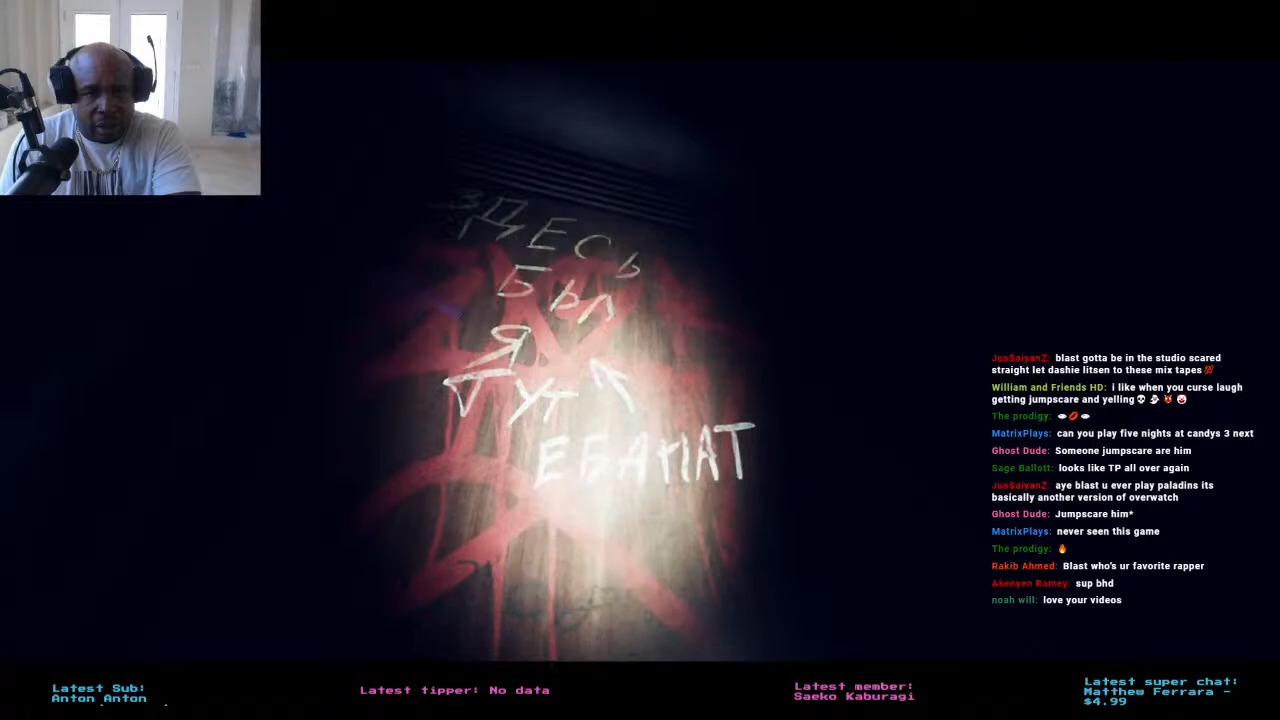 ЗДЕСЬ
БЫЛ
Я
ТУТ
ЕБАНАТ
JusSaiyanZ: blast gotta be in the studio scared
straight let dashie litsen to these mix tapes 💯
William and Friends HD: i like when you curse laugh
getting jumpscare and yelling 💀 👻 👹 🤡
The prodigy: 👁️💋👁️
MatrixPlays: can you play five nights at candys 3 next
Ghost Dude: Someone jumpscare are him
Sage Ballott: looks like TP all over again
JusSaiyanZ: aye blast u ever play paladins its
basically another version of overwatch
Ghost Dude: Jumpscare him*
MatrixPlays: never seen this game
The prodigy: 🔥
Rakib Ahmed: Blast who's ur favorite rapper
Akenyen Ramey: sup bhd
noah will: love your videos
Latest Sub:
Anton Anton
Latest tipper: No data
Latest member:
Saeko Kaburagi
Latest super chat:
Matthew Ferrara -
$4.99